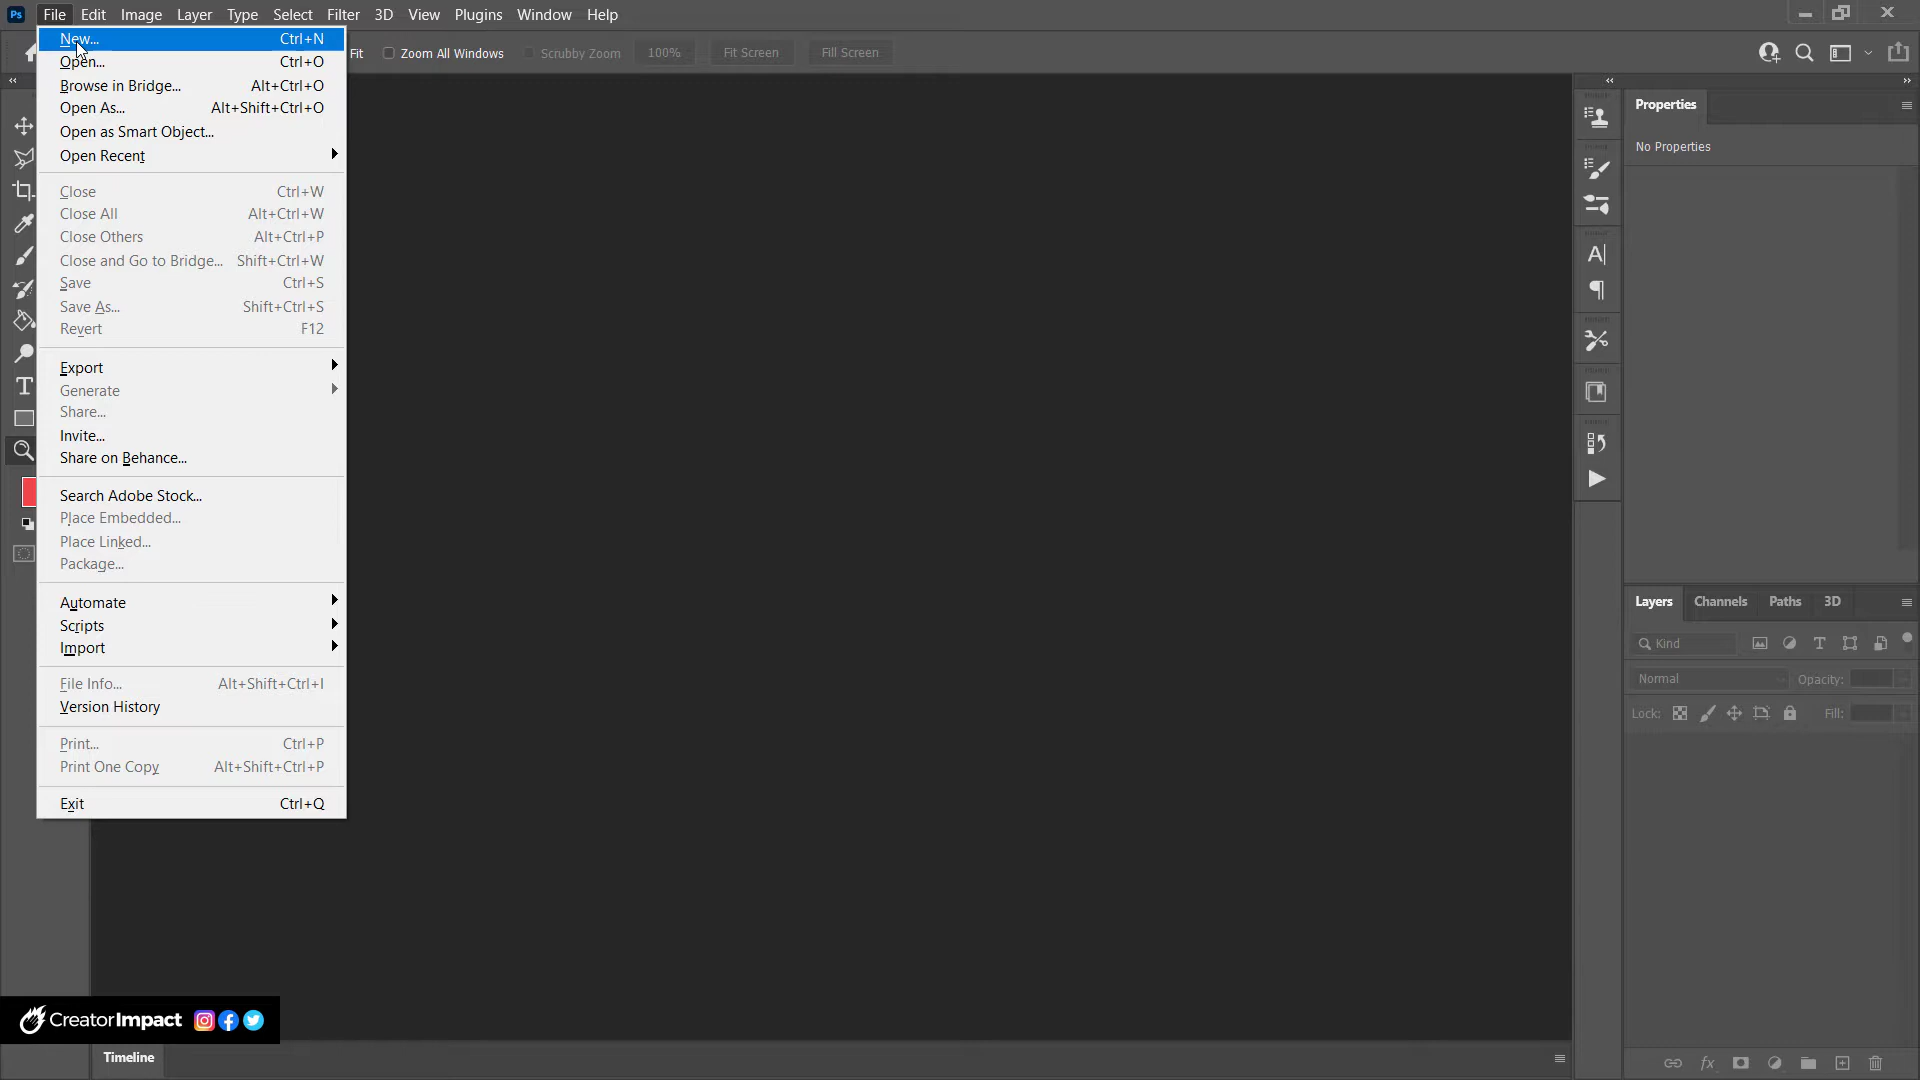 Ps File Edit Image Layer Type Select Filter 3D View Plugins Window Help
Fit Zoom All Windows Scrubby Zoom 100% Fit Screen Fill Screen
New... Ctrl+N
Open... Ctrl+O
Browse in Bridge... Alt+Ctrl+O
Open As... Alt+Shift+Ctrl+O
Open as Smart Object...
Open Recent
Close Ctrl+W
Close All Alt+Ctrl+W
Close Others Alt+Ctrl+P
Close and Go to Bridge... Shift+Ctrl+W
Save Ctrl+S
Save As... Shift+Ctrl+S
Revert F12
Export
Generate
Share...
Invite...
Share on Behance...
Search Adobe Stock...
Place Embedded...
Place Linked...
Package...
Automate
Scripts
Import
File Info... Alt+Shift+Ctrl+I
Version History
Print... Ctrl+P
Print One Copy Alt+Shift+Ctrl+P
Exit Ctrl+Q
Properties
No Properties
Layers Channels Paths 3D
Kind
Normal Opacity:
Lock: Fill:
fx
CreatorImpact
Timeline